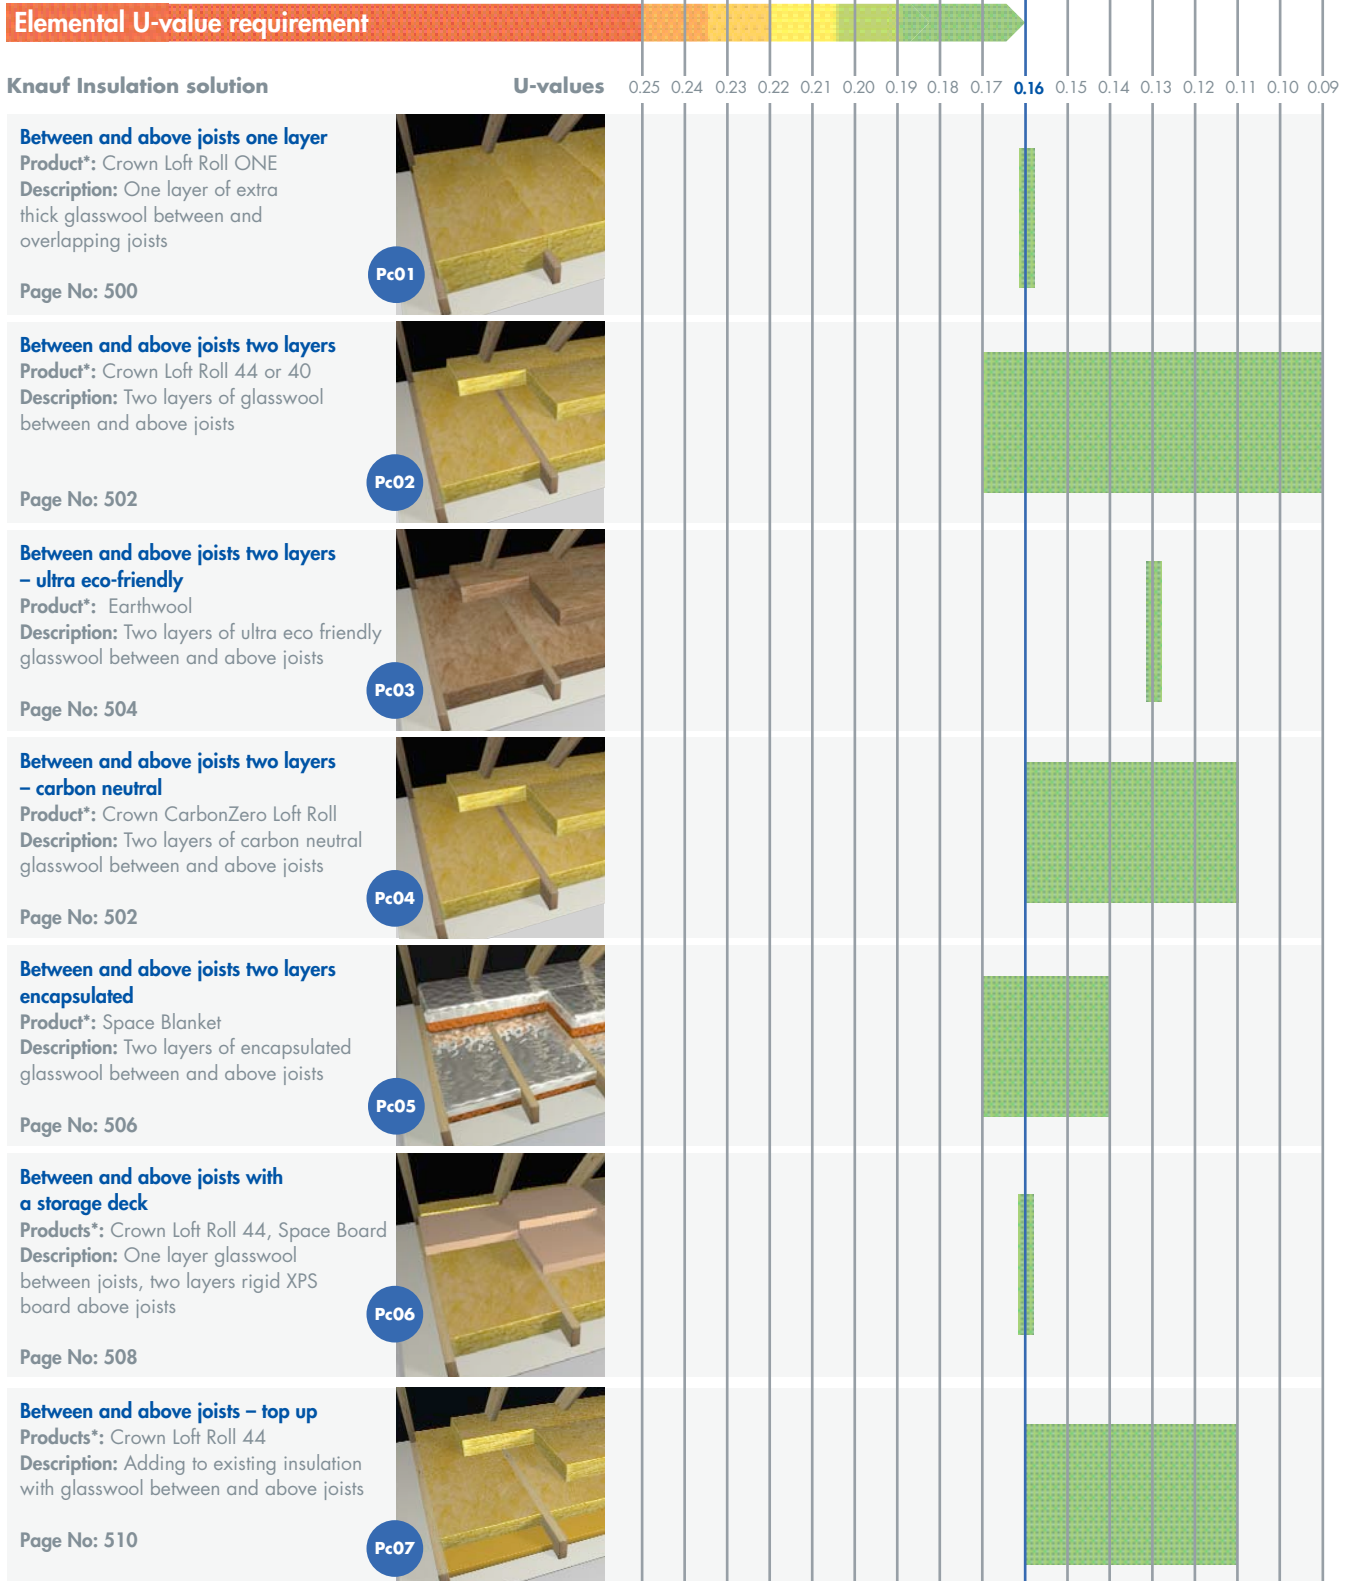 Elemental U-value requirement
Knauf Insulation solution
U-values 0.25 0.24 0.23 0.22 0.21 0.20 0.19 0.18 0.17 0.16 0.15 0.14 0.13 0.12 0.11 0.10 0.09
Between and above joists one layer
Product*: Crown Loft Roll ONE
Description: One layer of extra
thick glasswool between and
overlapping joists
Pc01
Page No: 500
Between and above joists two layers
Product*: Crown Loft Roll 44 or 40
Description: Two layers of glasswool
between and above joists
Pc02
Page No: 502
Between and above joists two layers
– ultra eco-friendly
Product*: Earthwool
Description: Two layers of ultra eco friendly
glasswool between and above joists
Pc03
Page No: 504
Between and above joists two layers
– carbon neutral
Product*: Crown CarbonZero Loft Roll
Description: Two layers of carbon neutral
glasswool between and above joists
Pc04
Page No: 502
Between and above joists two layers
encapsulated
Product*: Space Blanket
Description: Two layers of encapsulated
glasswool between and above joists
Pc05
Page No: 506
Between and above joists with
a storage deck
Products*: Crown Loft Roll 44, Space Board
Description: One layer glasswool
between joists, two layers rigid XPS
board above joists
Pc06
Page No: 508
Between and above joists – top up
Products*: Crown Loft Roll 44
Description: Adding to existing insulation
with glasswool between and above joists
Page No: 510
Pc07